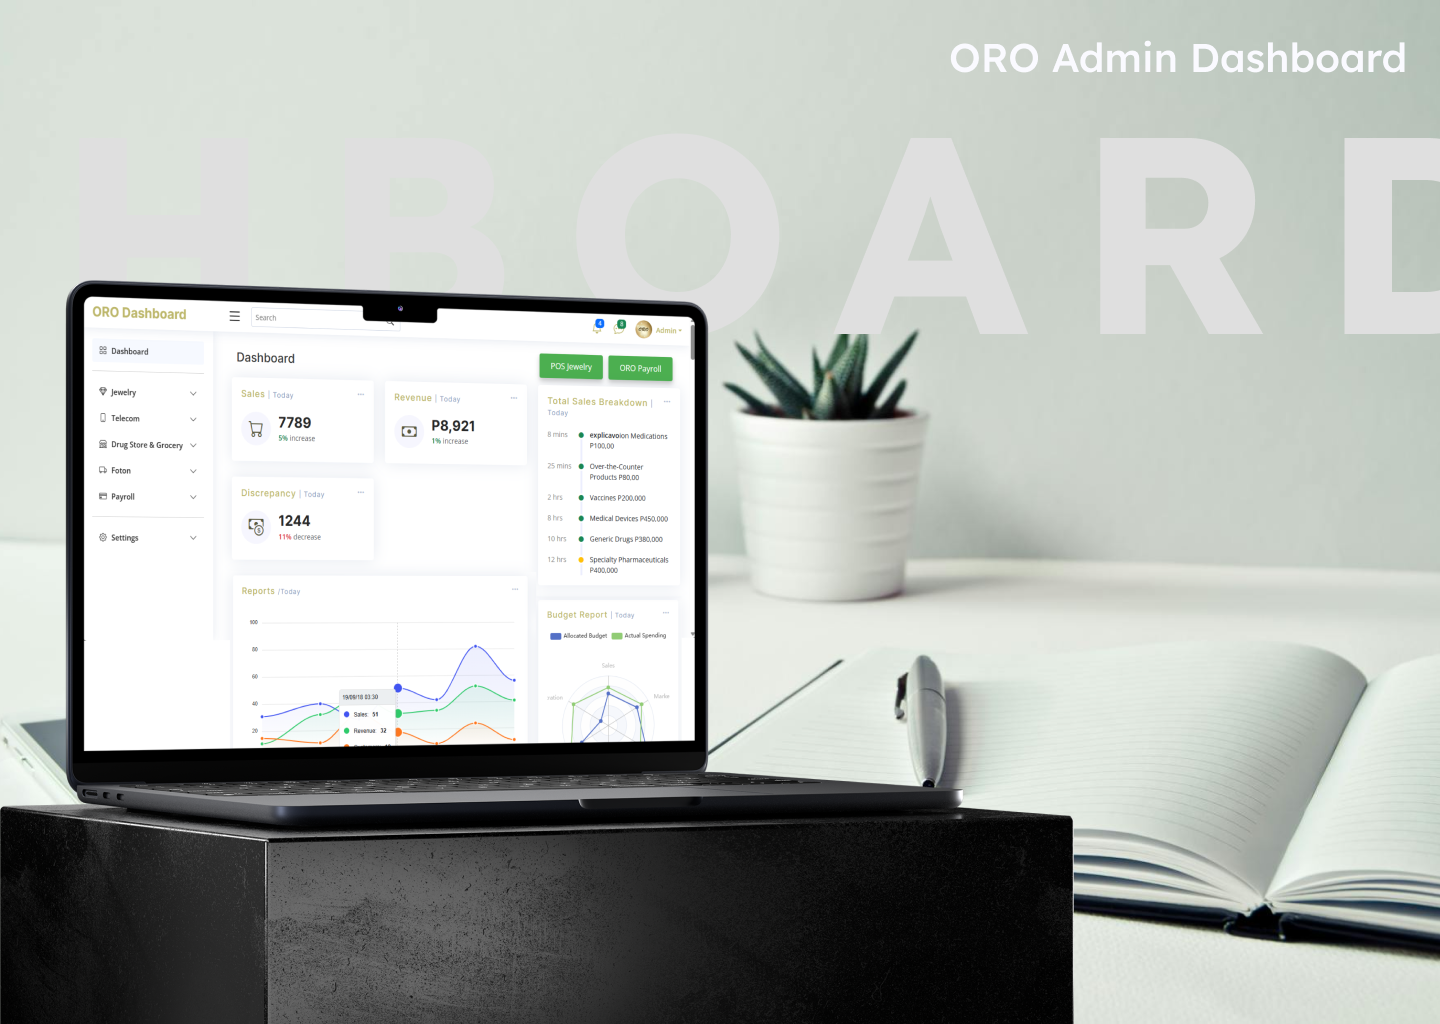 ORO Admin Dashboard
HBOARD
ORO Dashboard
Search
4
8
Admin
Dashboard
Jewelry
Telecom
Drug Store & Grocery
Foton
Payroll
Settings
Dashboard
POS Jewelry
ORO Payroll
Sales | Today
7789
5% increase
Revenue | Today
P8,921
1% increase
Discrepancy | Today
1244
11% decrease
Total Sales Breakdown |
Today
8 mins
explicavoion Medications
P100,00
25 mins
Over-the-Counter
Products P80.00
2 hrs
Vaccines P200,000
8 hrs
Medical Devices P450,000
10 hrs
Generic Drugs P380,000
12 hrs
Specialty Pharmaceuticals
P400,000
Reports /Today
100
80
60
40
20
19/09/18 03:30
Sales: 51
Revenue: 32
Budget Report | Today
Allocated Budget
Actual Spending
Sales
Marke